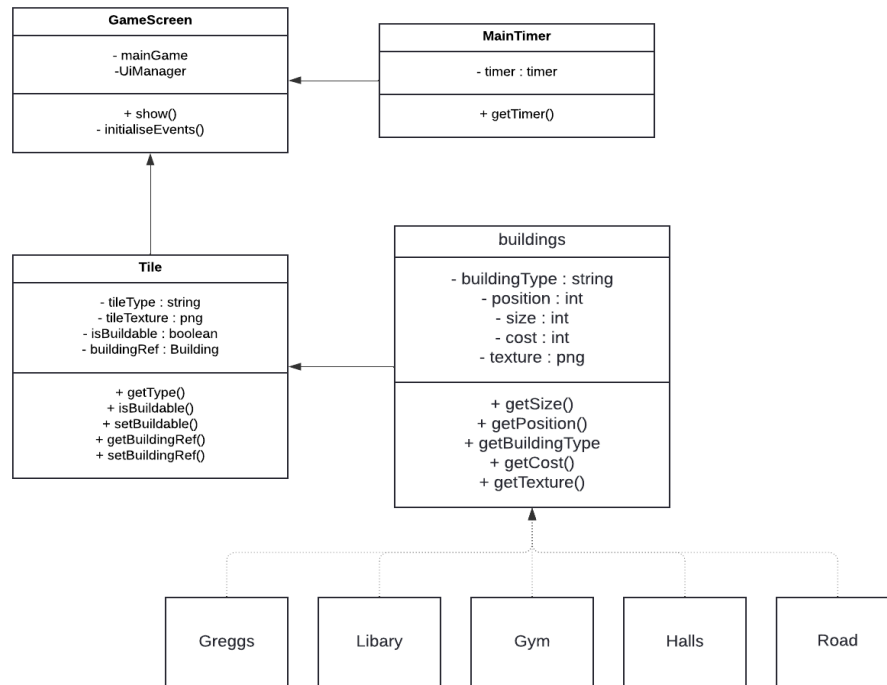 GameScreen
- mainGame
-UiManager
+ show()
- initialiseEvents()
MainTimer
- timer : timer
+ getTimer()
Tile
- tileType : string
- tileTexture : png
- isBuildable : boolean
- buildingRef : Building
+ getType()
+ isBuildable()
+ setBuildable()
+ getBuildingRef()
+ setBuildingRef()
buildings
- buildingType : string
- position : int
- size : int
- cost : int
- texture : png
+ getSize()
+ getPosition()
+ getBuildingType
+ getCost()
+ getTexture()
Greggs
Libary
Gym
Halls
Road